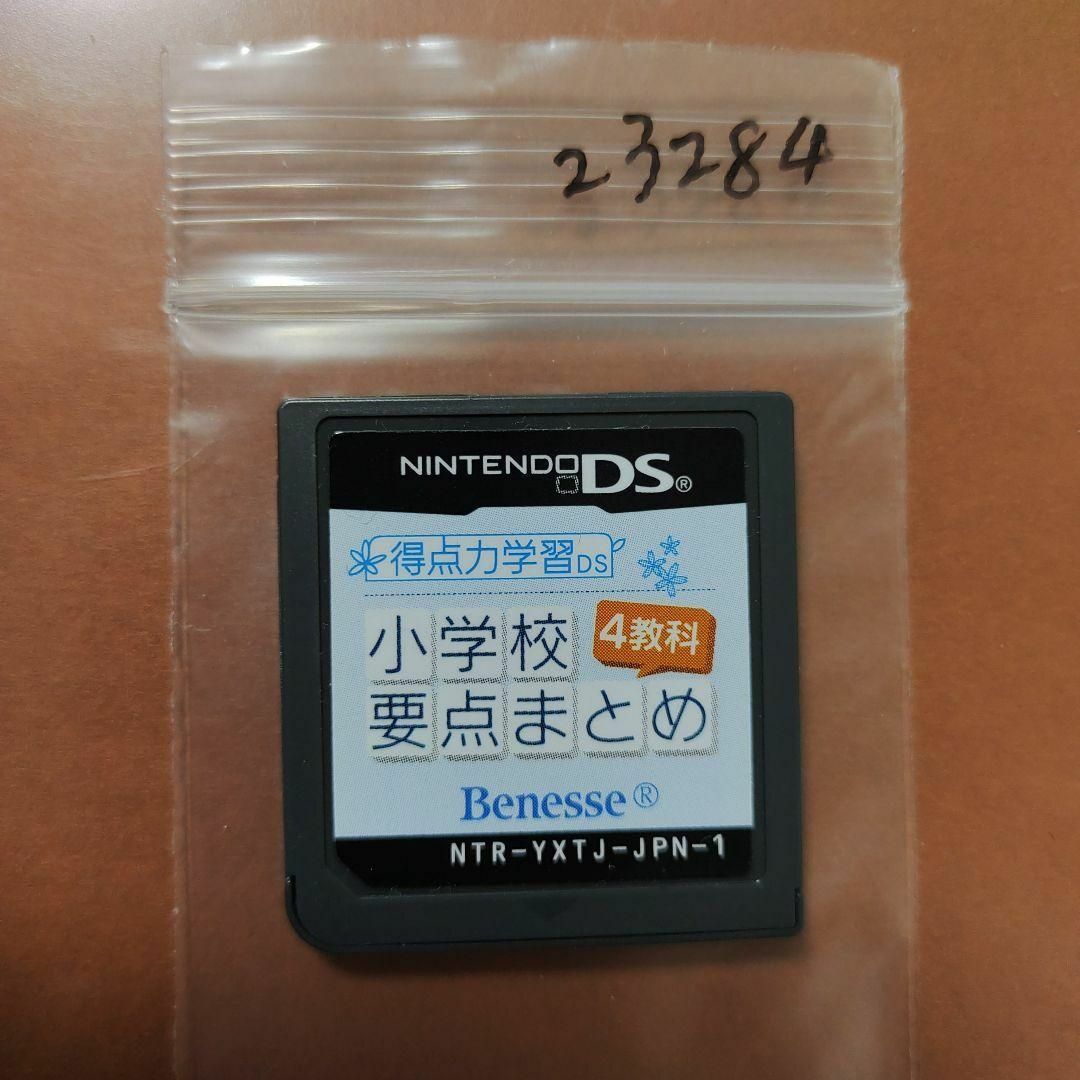 23284
NINTENDO DS®
得点力学習DS
小学校 4教科
要点まとめ
Benesse®
NTR-YXTJ-JPN-1